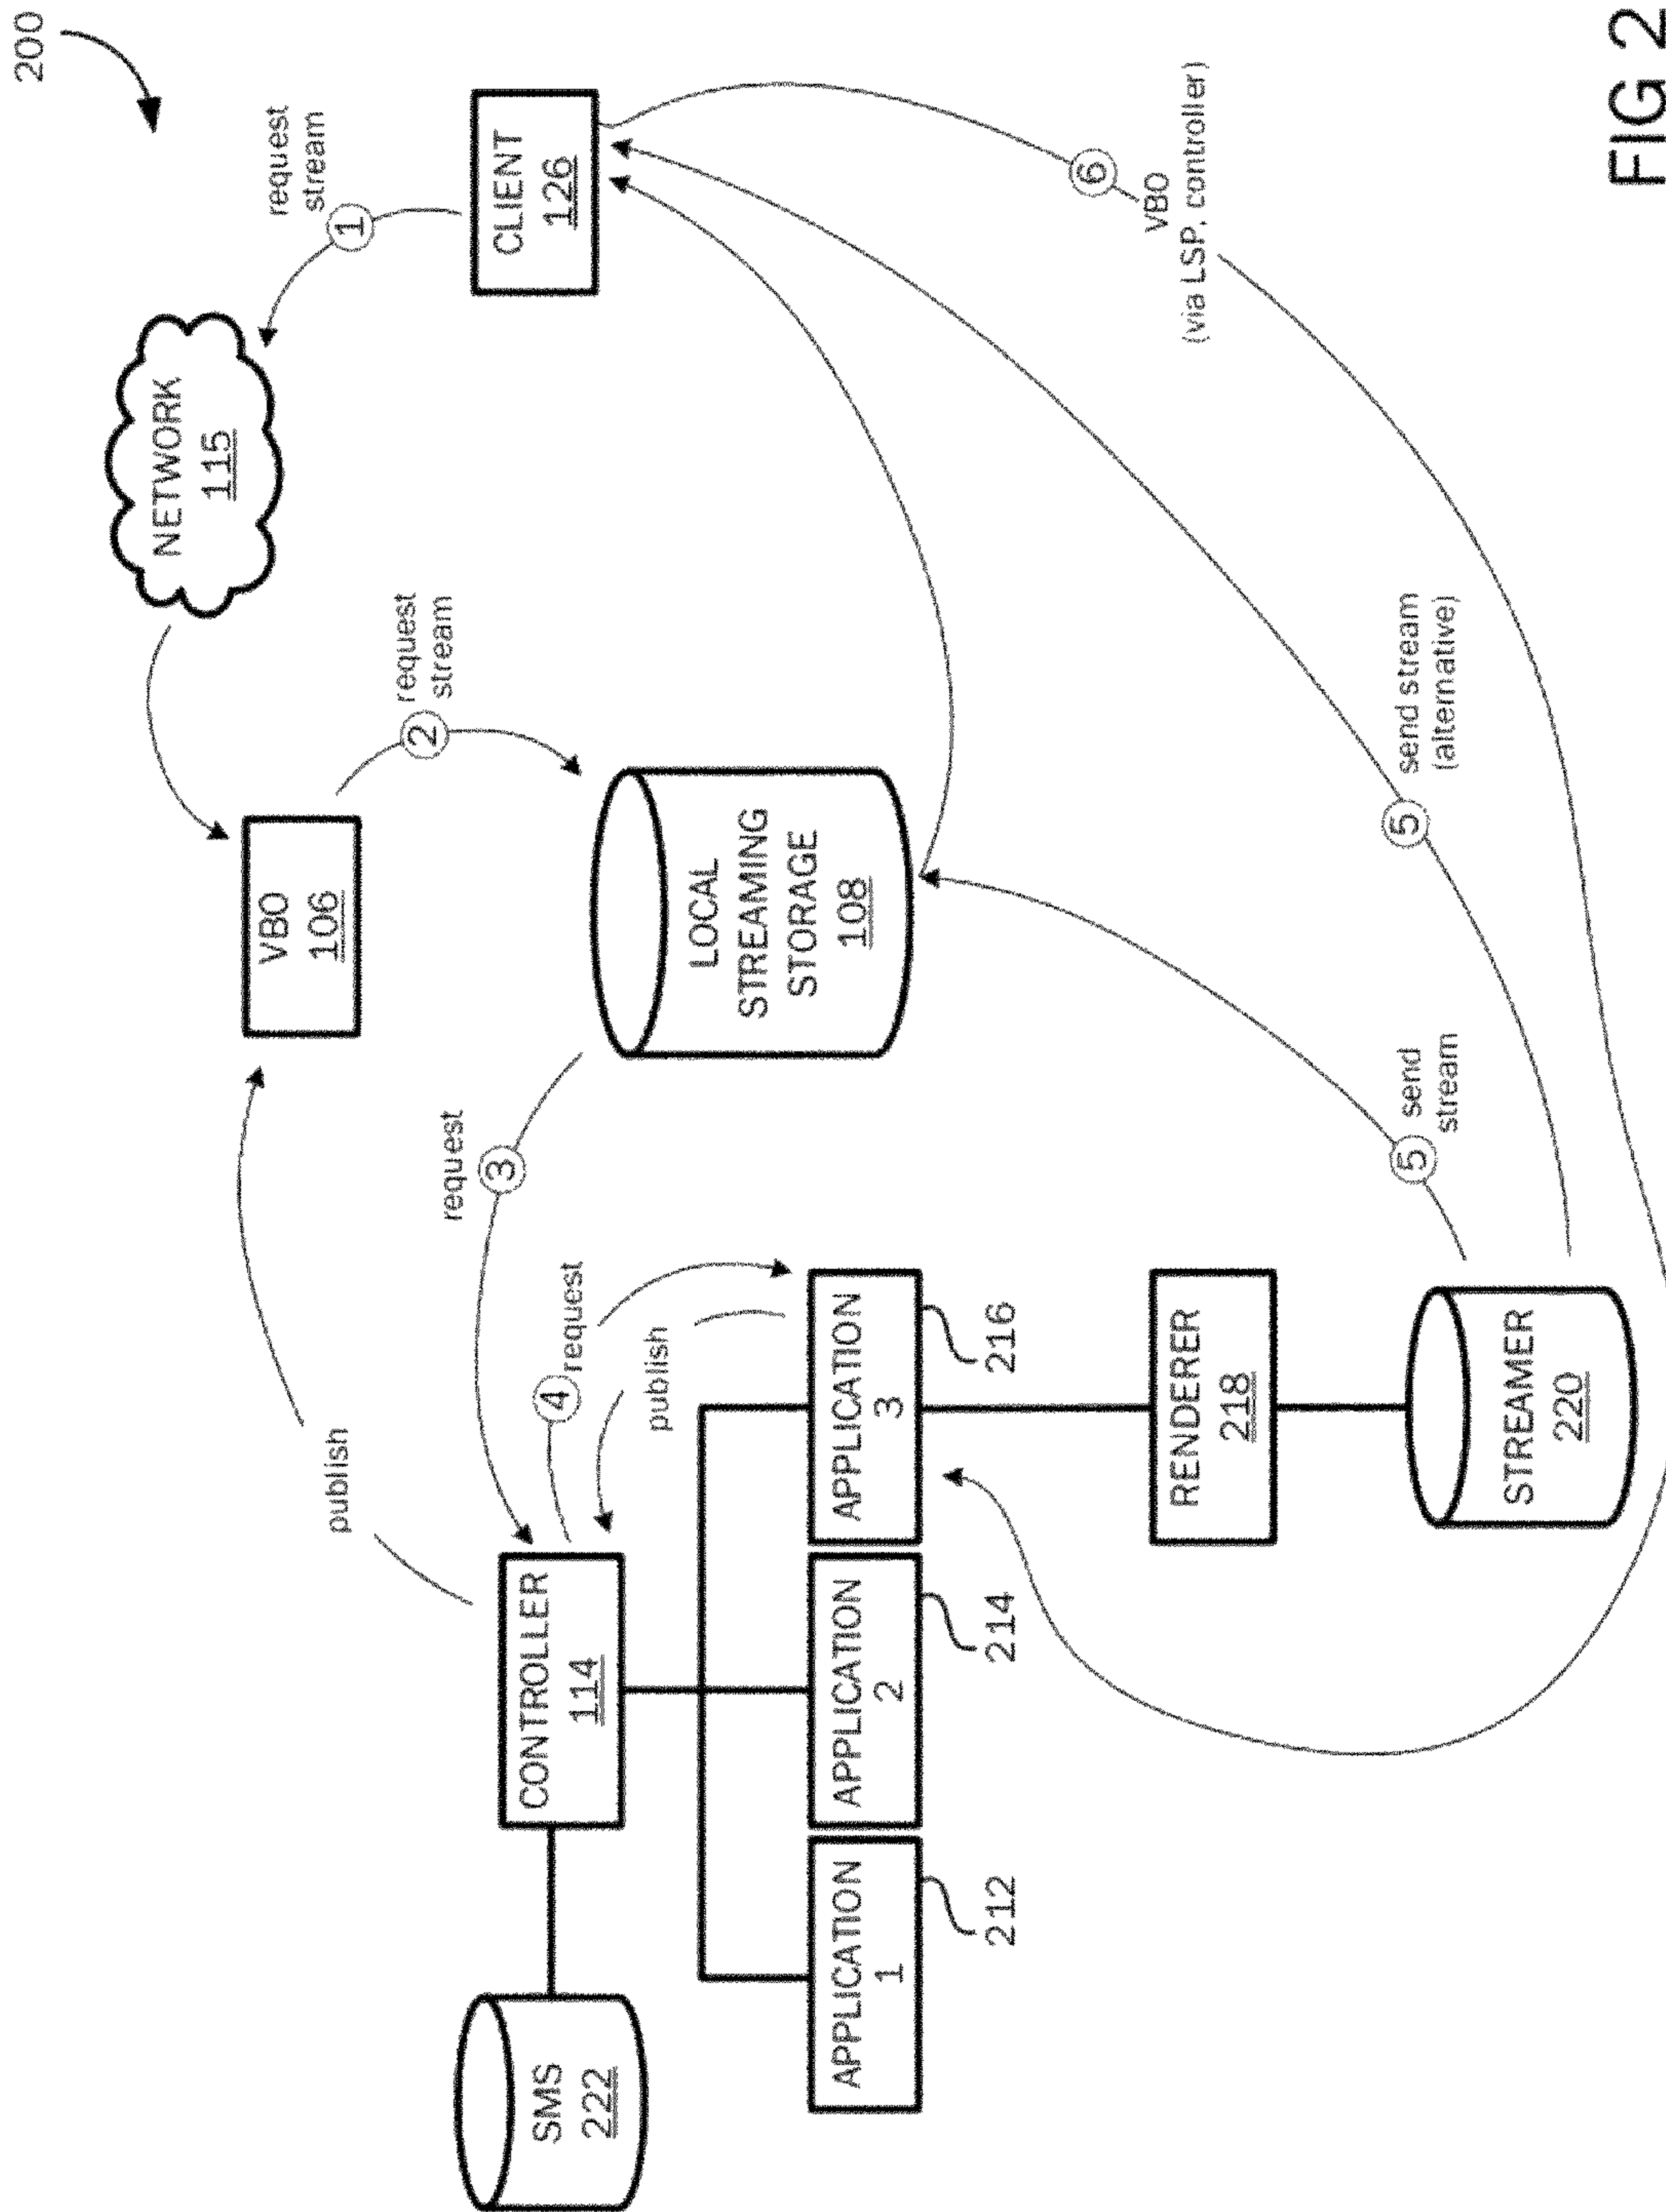 200
request
stream
1
NETWORK
115
CLIENT
126
VBO
106
2
request
stream
LOCAL
STREAMING
STORAGE
108
publish
request
3
4
request
publish
CONTROLLER
114
SMS
222
APPLICATION
1
212
APPLICATION
2
214
APPLICATION
3
216
RENDERER
218
STREAMER
220
5
send
stream
5
send stream
(alternative)
6
VBO
(via LSP, controller)
FIG 2